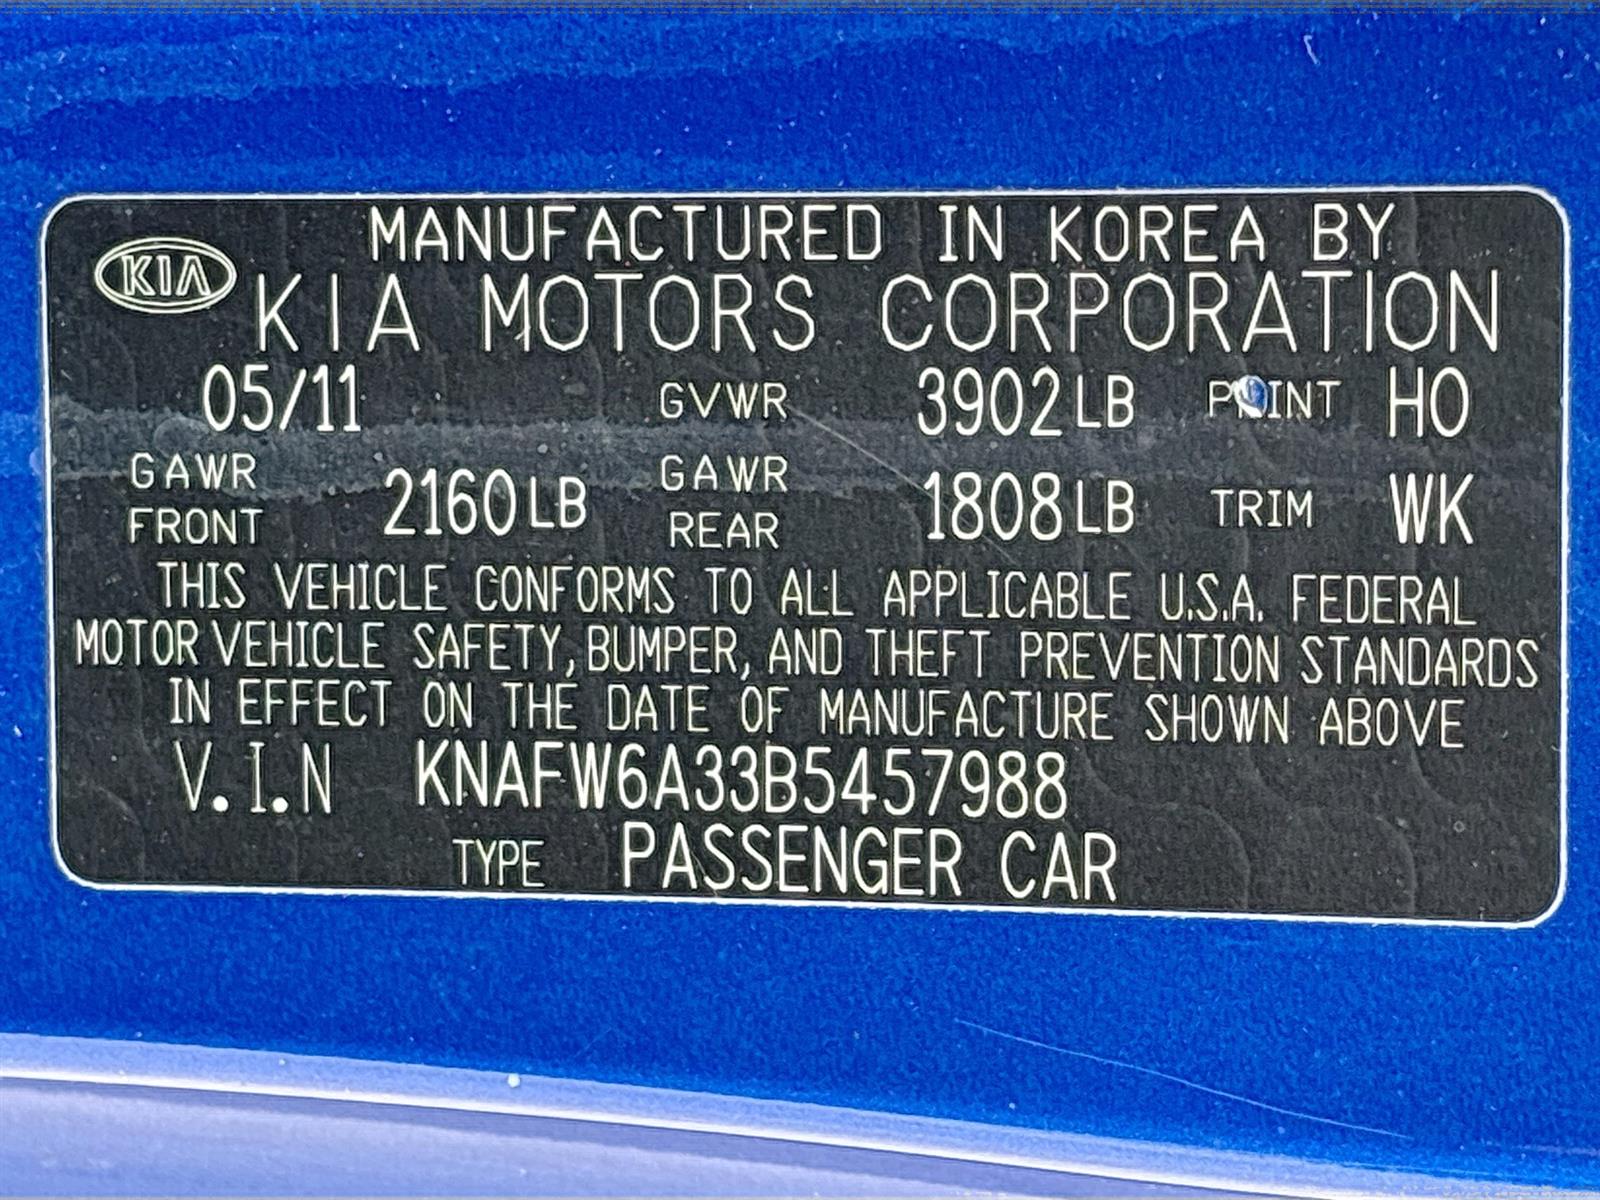 MANUFACTURED IN KOREA BY
KIA
KIA MOTORS CORPORATION
05/11 GVWR 3902LB PAINT HO
GAWR FRONT 2160LB GAWR REAR 1808LB TRIM WK
THIS VEHICLE CONFORMS TO ALL APPLICABLE U.S.A. FEDERAL
MOTOR VEHICLE SAFETY, BUMPER, AND THEFT PREVENTION STANDARDS
IN EFFECT ON THE DATE OF MANUFACTURE SHOWN ABOVE
V.I.N KNAFW6A33B5457988
TYPE PASSENGER CAR